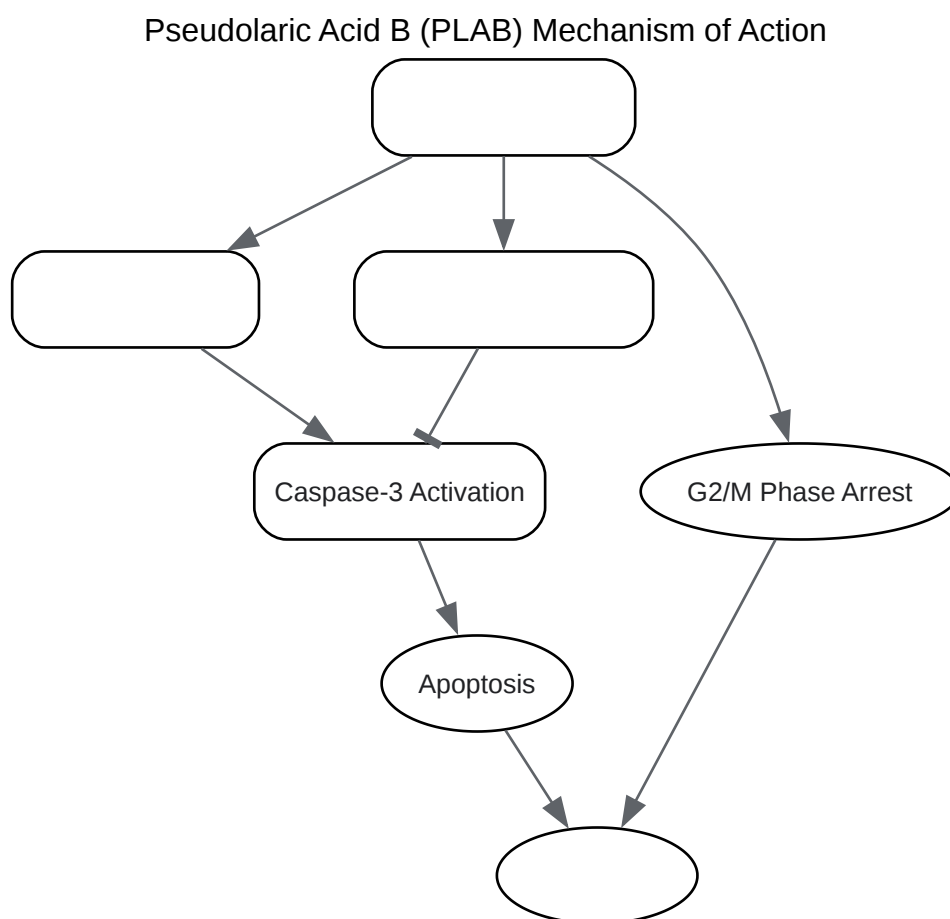 Pseudolaric Acid B (PLAB) Mechanism of Action
Caspase-3 Activation
G2/M Phase Arrest
Apoptosis